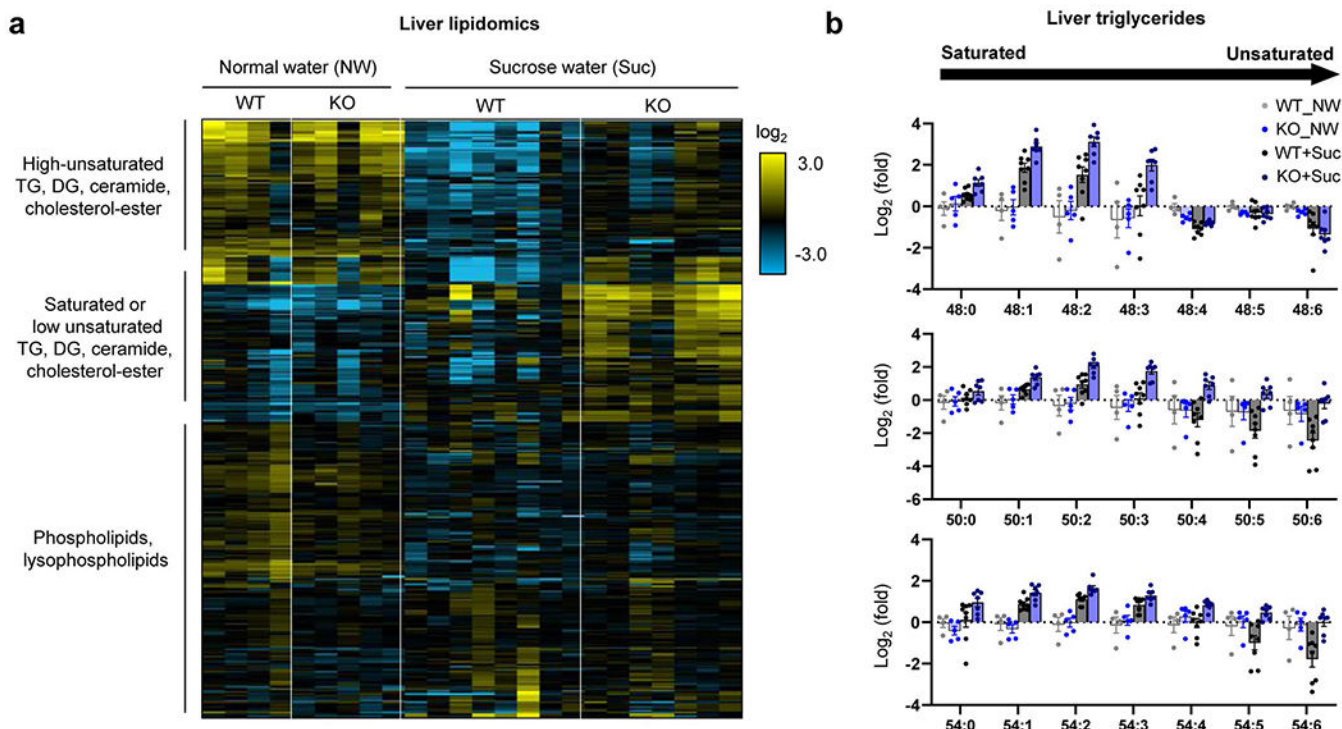 a
Liver lipidomics
Normal water (NW)
Sucrose water (Suc)
WT
KO
WT
KO
High-unsaturated
TG, DG, ceramide,
cholesterol-ester
Saturated or
low unsaturated
TG, DG, ceramide,
cholesterol-ester
Phospholipids,
lysophospholipids
log2
3.0
-3.0
b
Liver triglycerides
Saturated
Unsaturated
WT_NW
KO_NW
WT+Suc
KO+Suc
Log2 (fold)
4
2
0
-2
-4
48:0 48:1 48:2 48:3 48:4 48:5 48:6
Log2 (fold)
4
2
0
-2
-4
-6
50:0 50:1 50:2 50:3 50:4 50:5 50:6
Log2 (fold)
4
2
0
-2
-4
54:0 54:1 54:2 54:3 54:4 54:5 54:6